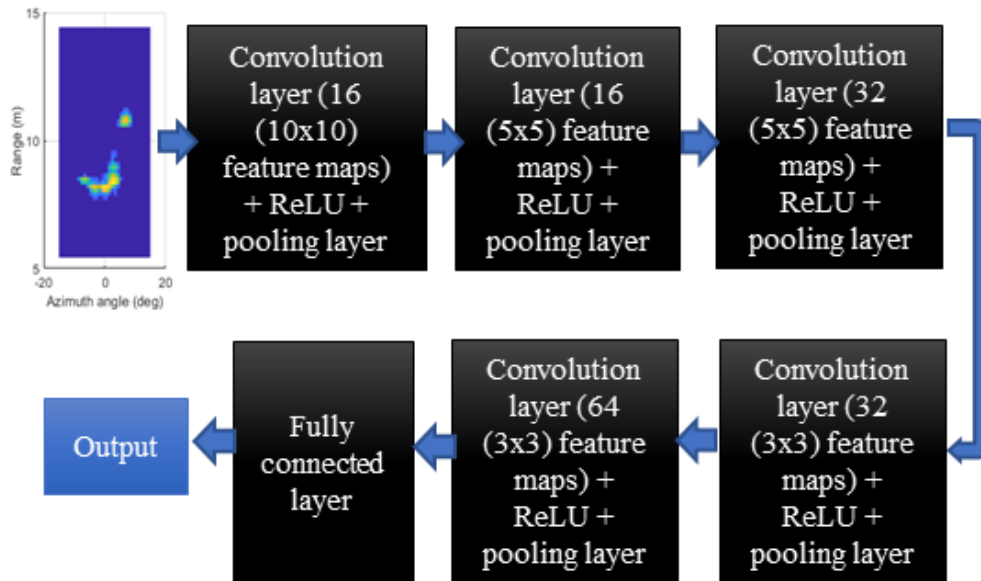 15
10
5
Range (m)
-20
0
20
Azimuth angle (deg)
Convolution
layer (16
(10x10)
feature maps)
+ ReLU +
pooling layer
Convolution
layer (16
(5x5) feature
maps) +
ReLU +
pooling layer
Convolution
layer (32
(5x5) feature
maps) +
ReLU +
pooling layer
Convolution
layer (32
(3x3) feature
maps) +
ReLU +
pooling layer
Convolution
layer (64
(3x3) feature
maps) +
ReLU +
pooling layer
Fully
connected
layer
Output